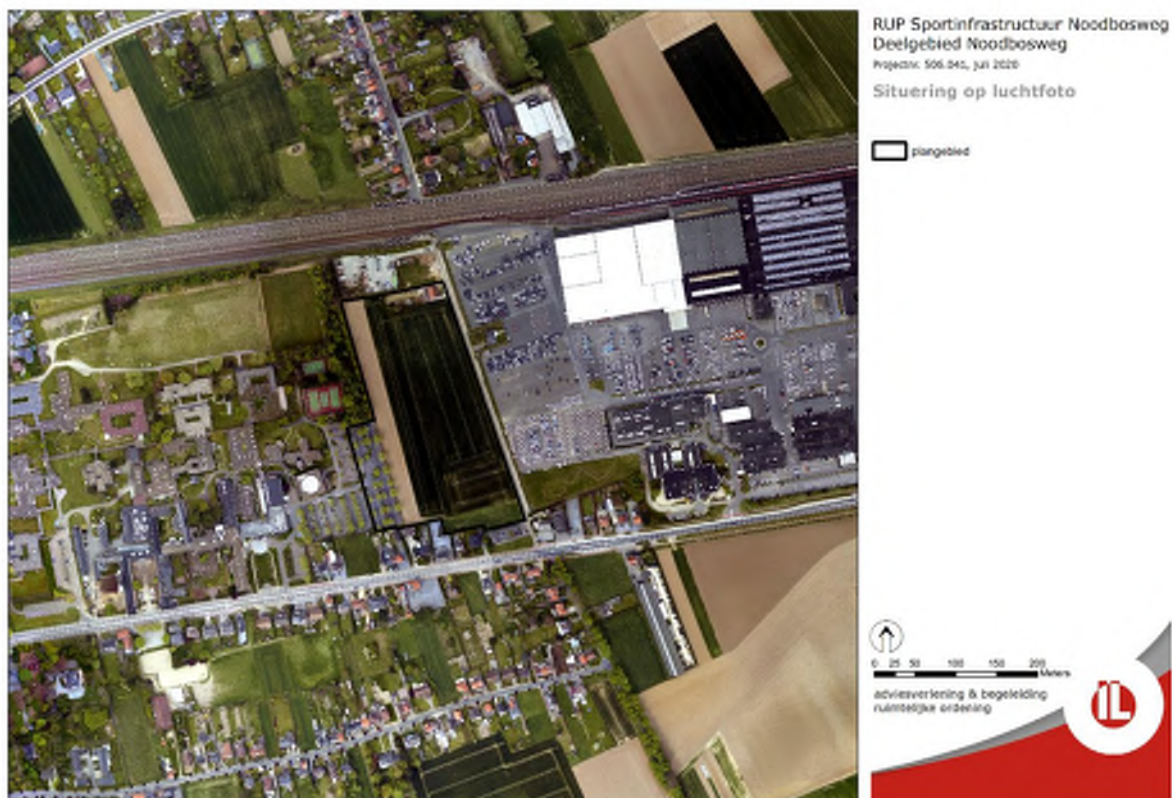 RUP Sportinfrastructuur Noodbosweg
Deelgebied Noodbosweg
Projectnr. 506.041, juli 2020
Situering op luchtfoto
plangebied
0 25 50 100 150 200
Meters
adviesverlening & begeleiding
ruimtelijke ordening
IL